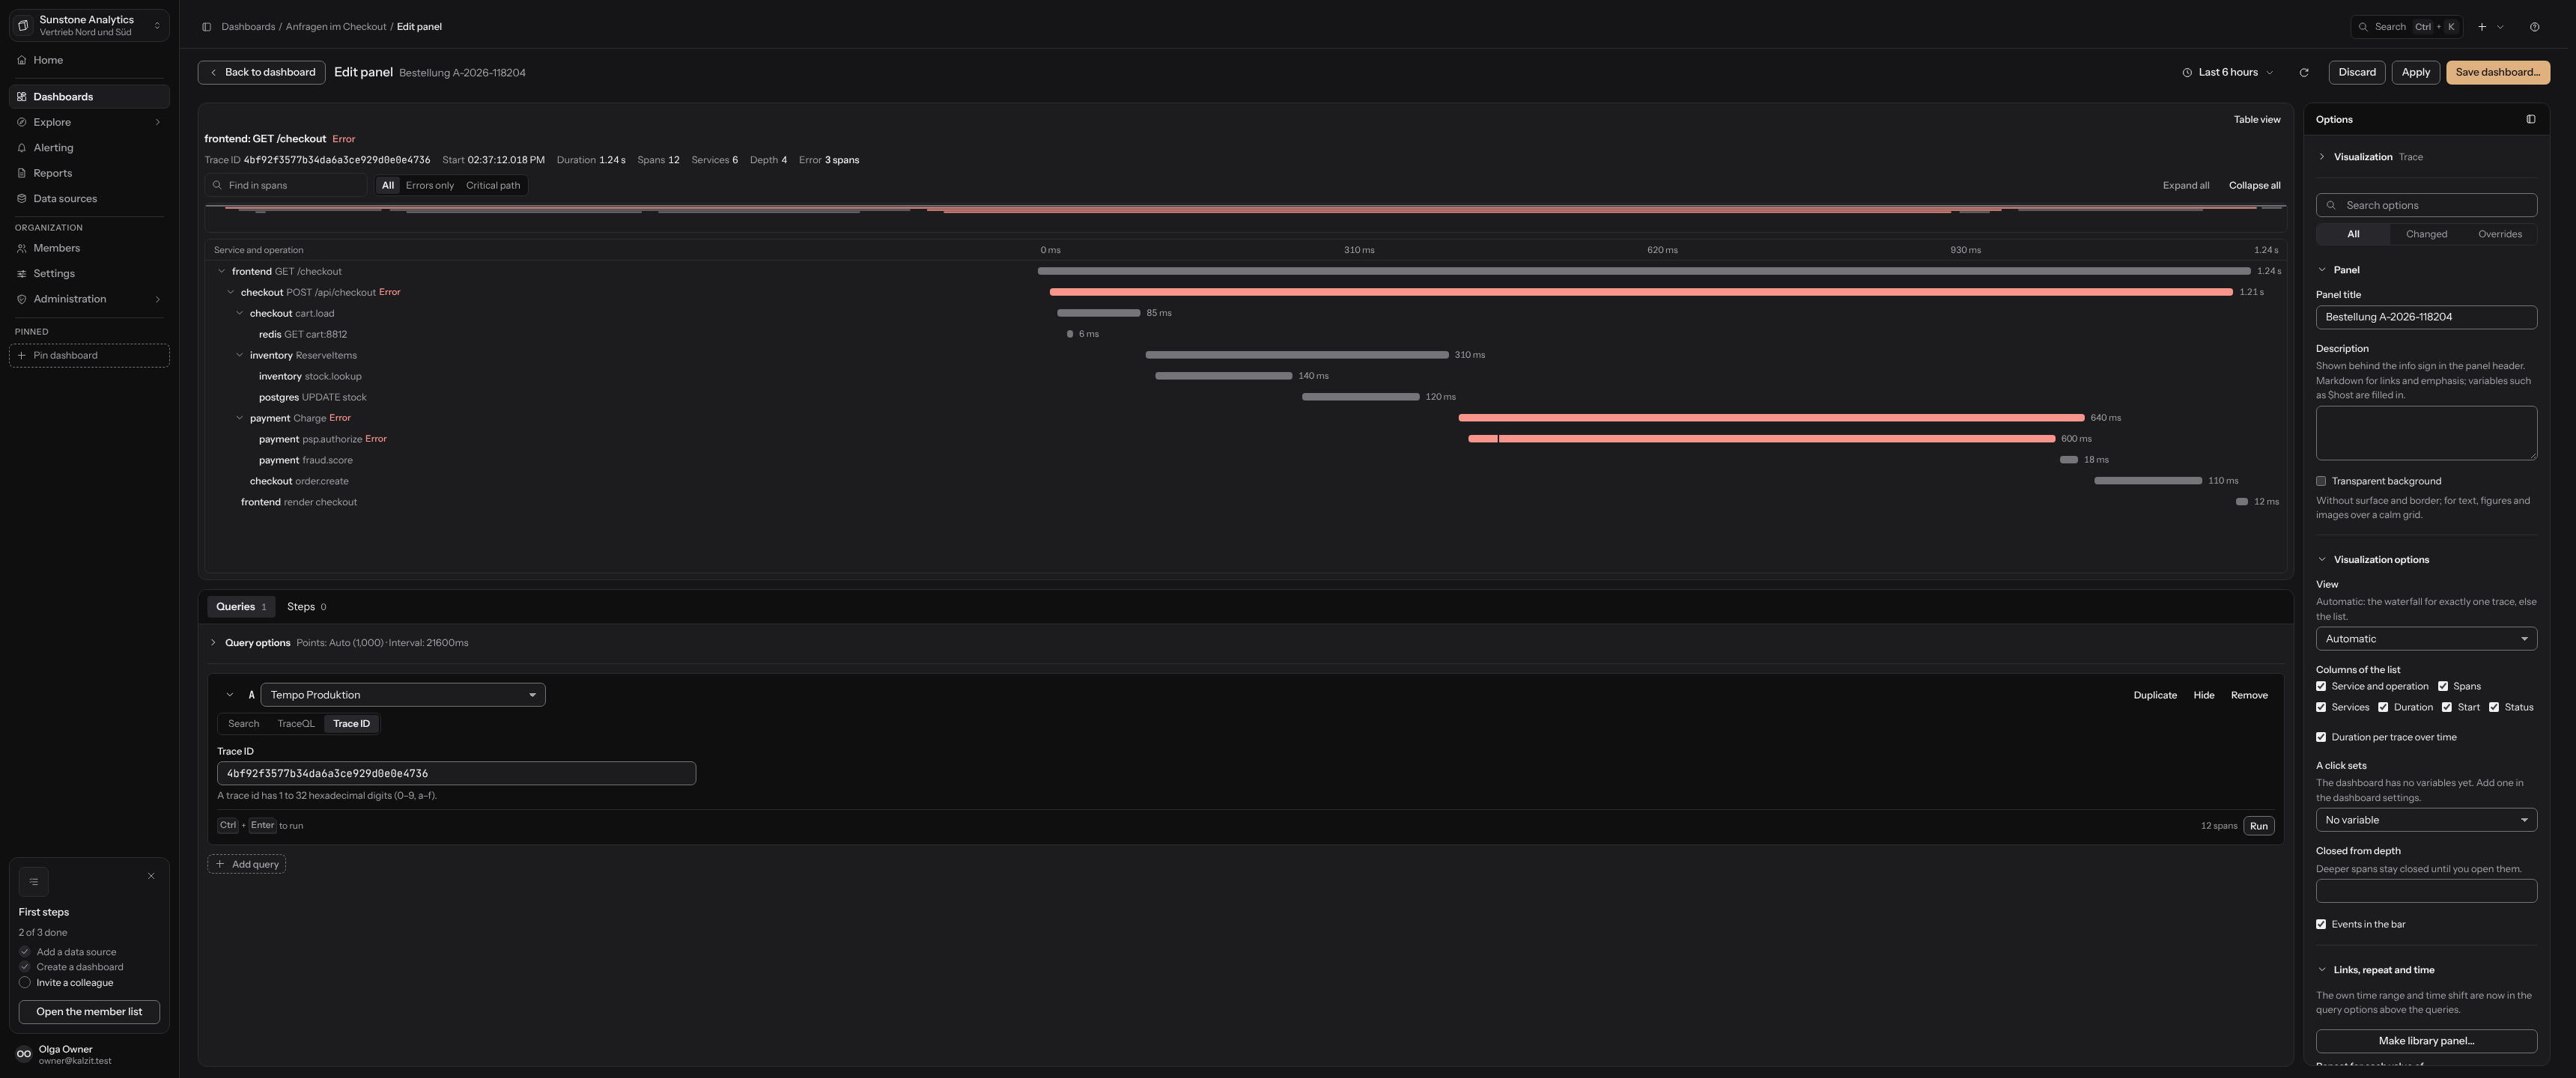 Sunstone Analytics
Vertrieb Nord und Süd
Home
Dashboards
Explore
Alerting
Reports
Data sources
ORGANIZATION
Members
Settings
Administration
PINNED
Pin dashboard
First steps
2 of 3 done
Add a data source
Create a dashboard
Invite a colleague
Open the member list
OO Olga Owner
owner@kalzit.test
Dashboards / Anfragen im Checkout / Edit panel
Search Ctrl + K
Back to dashboard Edit panel Bestellung A-2026-118204
Last 6 hours Discard Apply Save dashboard...
Table view
frontend: GET /checkout Error
Trace ID 4bf92f3577b34da6a3ce929d0e0e4736 Start 02:37:12.018 PM Duration 1.24 s Spans 12 Services 6 Depth 4 Error 3 spans
Find in spans All Errors only Critical path Expand all Collapse all
Service and operation 0 ms 310 ms 620 ms 930 ms 1.24 s
frontend GET /checkout 1.24 s
checkout POST /api/checkout Error 1.21 s
checkout cart.load 85 ms
redis GET cart:8812 6 ms
inventory ReserveItems 310 ms
inventory stock.lookup 140 ms
postgres UPDATE stock 120 ms
payment Charge Error 640 ms
payment psp.authorize Error 600 ms
payment fraud.score 18 ms
checkout order.create 110 ms
frontend render checkout 12 ms
Queries 1 Steps 0
Query options Points: Auto (1,000) · Interval: 21600ms
A Tempo Produktion Duplicate Hide Remove
Search TraceQL Trace ID
Trace ID
4bf92f3577b34da6a3ce929d0e0e4736
A trace id has 1 to 32 hexadecimal digits (0–9, a–f).
Ctrl + Enter to run 12 spans Run
Add query
Options
Visualization Trace
Search options
All Changed Overrides
Panel
Panel title
Bestellung A-2026-118204
Description
Shown behind the info sign in the panel header.
Markdown for links and emphasis; variables such
as $host are filled in.
Transparent background
Without surface and border; for text, figures and
images over a calm grid.
Visualization options
View
Automatic: the waterfall for exactly one trace, else
the list.
Automatic
Columns of the list
Service and operation Spans
Services Duration Start Status
Duration per trace over time
A click sets
The dashboard has no variables yet. Add one in
the dashboard settings.
No variable
Closed from depth
Deeper spans stay closed until you open them.
Events in the bar
Links, repeat and time
The own time range and time shift are now in the
query options above the queries.
Make library panel...